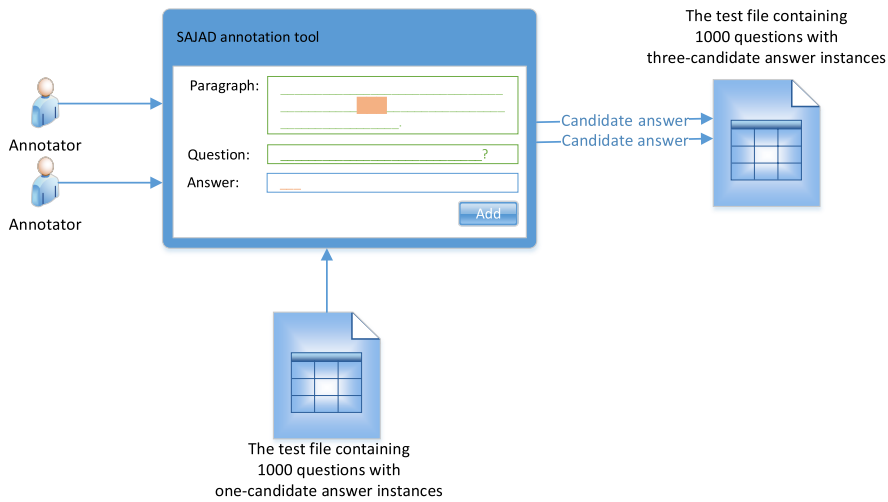 SAJAD annotation tool
Paragraph:
Question:
?
Answer:
Add
Annotator
Annotator
Candidate answer
Candidate answer
The test file containing
1000 questions with
three-candidate answer instances
The test file containing
1000 questions with
one-candidate answer instances